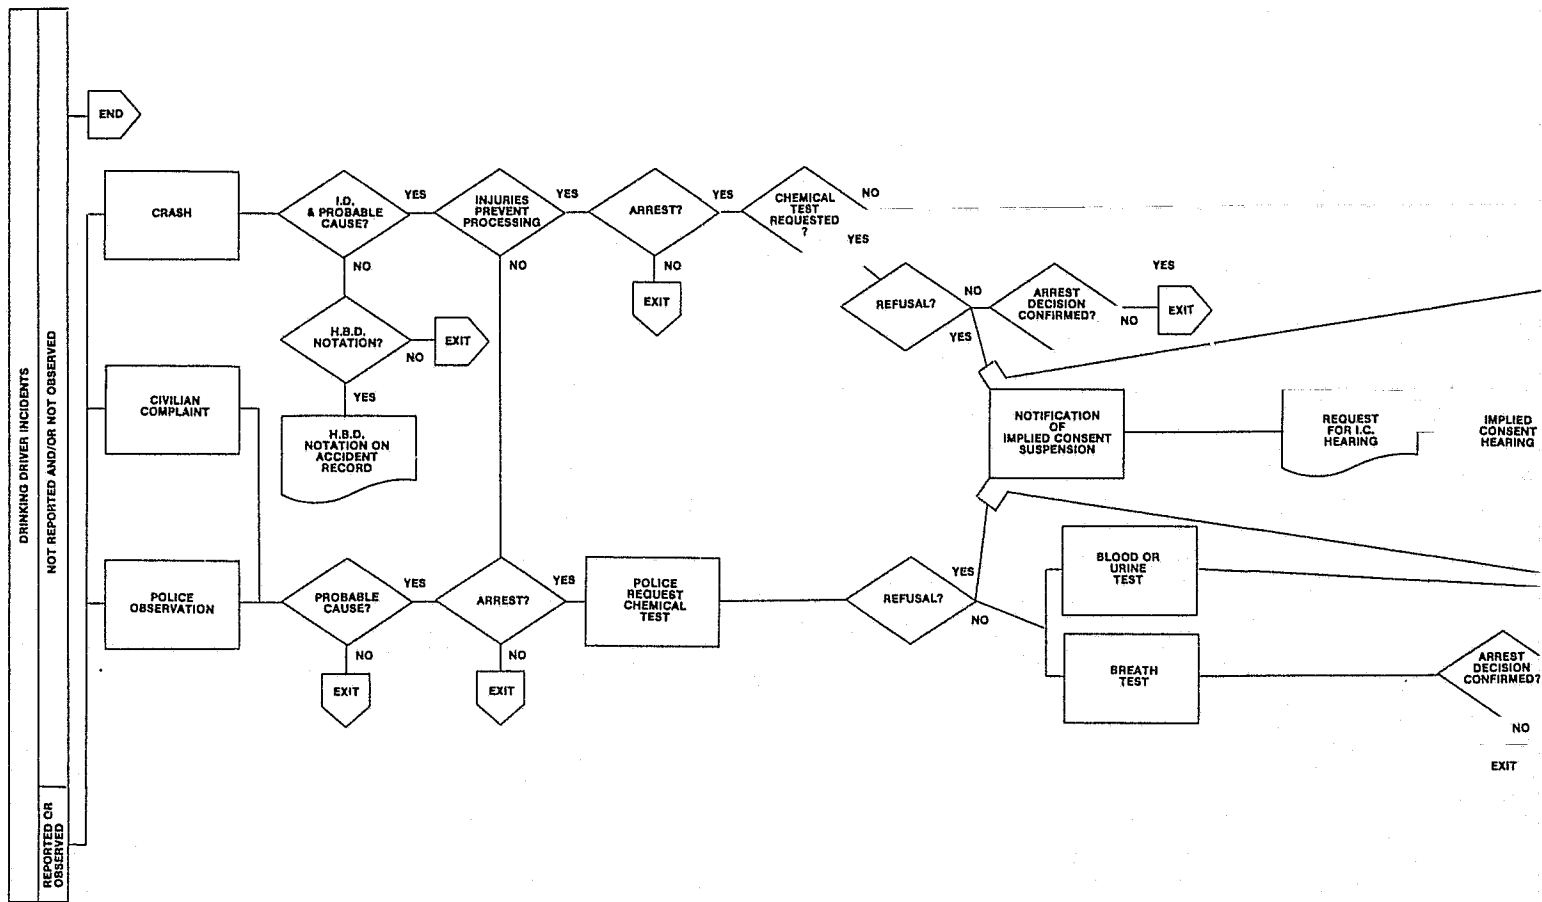 DRINKING DRIVER INCIDENTS
NOT REPORTED AND/OR NOT OBSERVED
REPORTED OR
OBSERVED
END
CRASH
I.D.
& PROBABLE
CAUSE?
YES
NO
INJURIES
PREVENT
PROCESSING
YES
NO
ARREST?
YES
NO
EXIT
CHEMICAL
TEST
REQUESTED
?
NO
YES
REFUSAL?
NO
YES
ARREST
DECISION
CONFIRMED?
YES
NO
EXIT
H.B.D.
NOTATION?
NO
EXIT
YES
H.B.D.
NOTATION ON
ACCIDENT
RECORD
CIVILIAN
COMPLAINT
NOTIFICATION
OF
IMPLIED CONSENT
SUSPENSION
REQUEST
FOR I.C.
HEARING
IMPLIED
CONSENT
HEARING
POLICE
OBSERVATION
PROBABLE
CAUSE?
YES
NO
EXIT
ARREST?
YES
NO
EXIT
POLICE
REQUEST
CHEMICAL
TEST
REFUSAL?
YES
NO
BLOOD OR
URINE
TEST
BREATH
TEST
ARREST
DECISION
CONFIRMED?
NO
EXIT